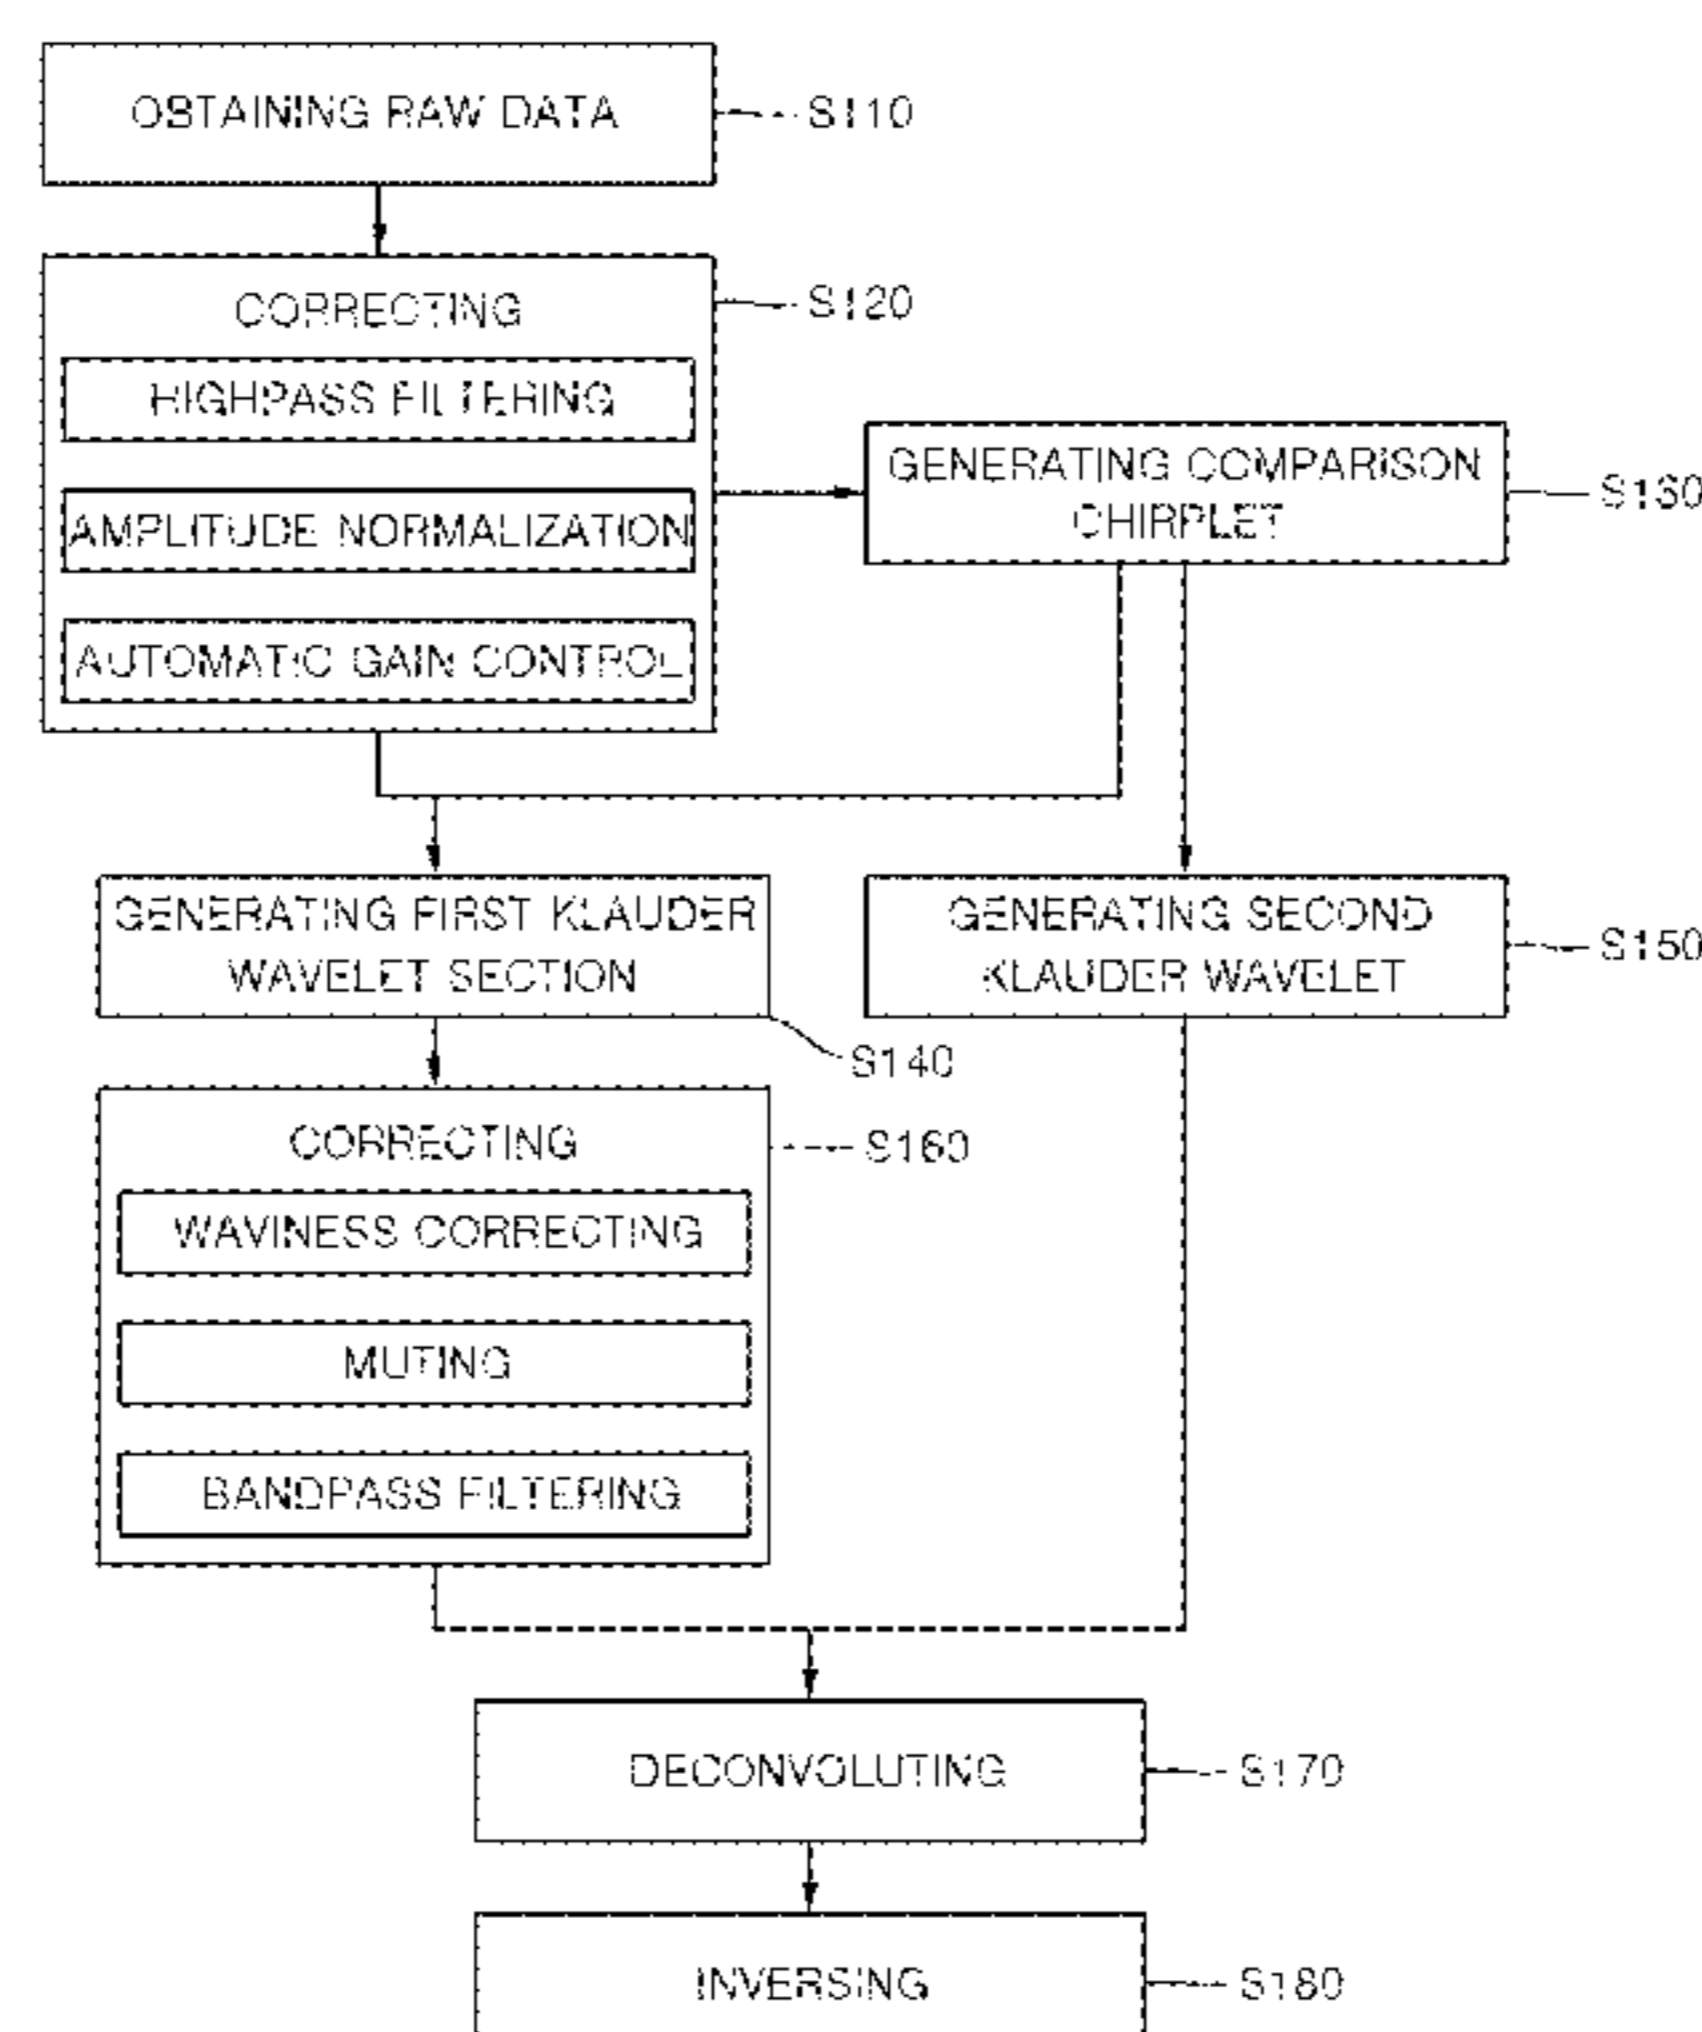 OBTAINING RAW DATA
S110
CORRECTING
S120
HIGHPASS FILTERING
AMPLITUDE NORMALIZATION
AUTOMATIC GAIN CONTROL
GENERATING COMPARISON
CHIRPLET
S130
GENERATING FIRST KLAUDER
WAVELET SECTION
S140
GENERATING SECOND
KLAUDER WAVELET
S150
CORRECTING
S160
WAVINESS CORRECTING
MUTING
BANDPASS FILTERING
DECONVOLUTING
S170
INVERSING
S180